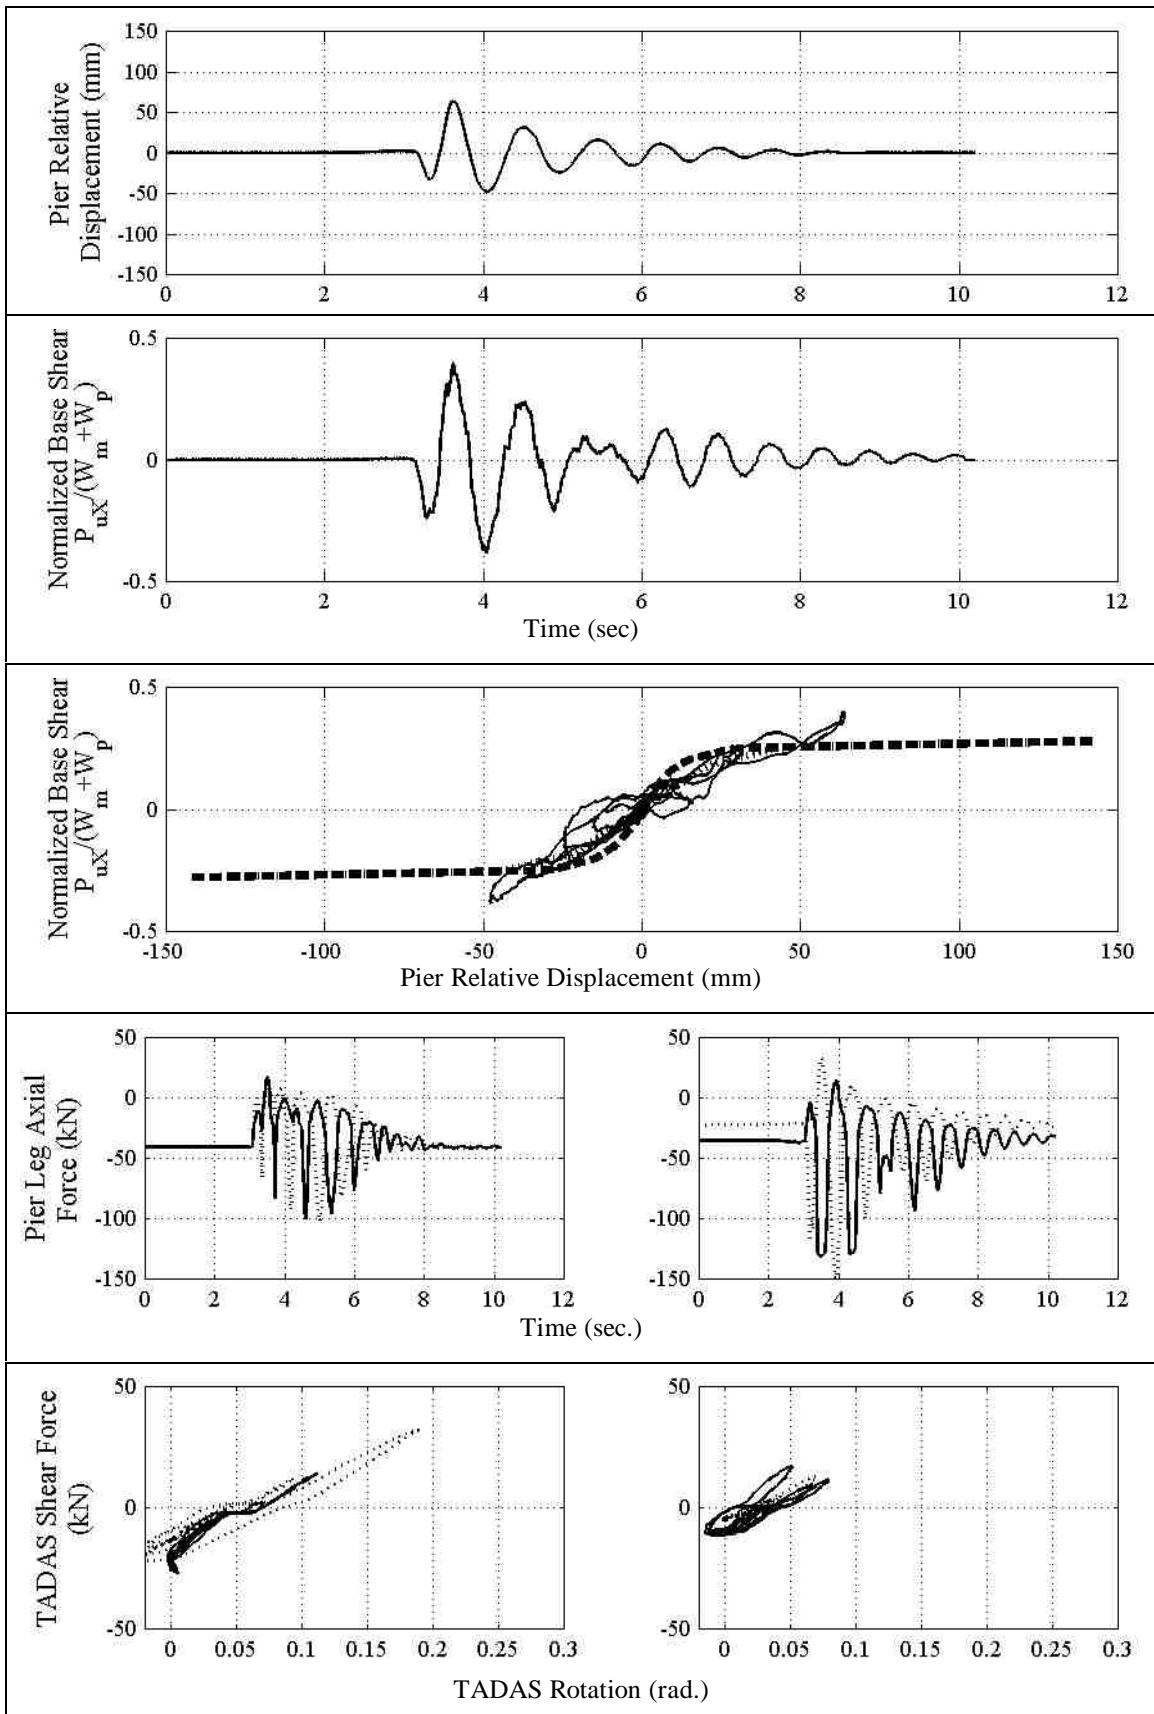 Pier Relative
Displacement (mm)
150
100
50
0
-50
-100
-150
0 2 4 6 8 10 12
Normalized Base Shear
P_uX/(W_m+W_p)
0.5
0
-0.5
0 2 4 6 8 10 12
Time (sec)
Normalized Base Shear
P_uX/(W_m+W_p)
0.5
0
-0.5
-150 -100 -50 0 50 100 150
Pier Relative Displacement (mm)
Pier Leg Axial
Force (kN)
50
0
-50
-100
-150
0 2 4 6 8 10 12
50
0
-50
-100
-150
0 2 4 6 8 10 12
Time (sec.)
TADAS Shear Force
(kN)
50
0
-50
0 0.05 0.1 0.15 0.2 0.25 0.3
50
0
-50
0 0.05 0.1 0.15 0.2 0.25 0.3
TADAS Rotation (rad.)